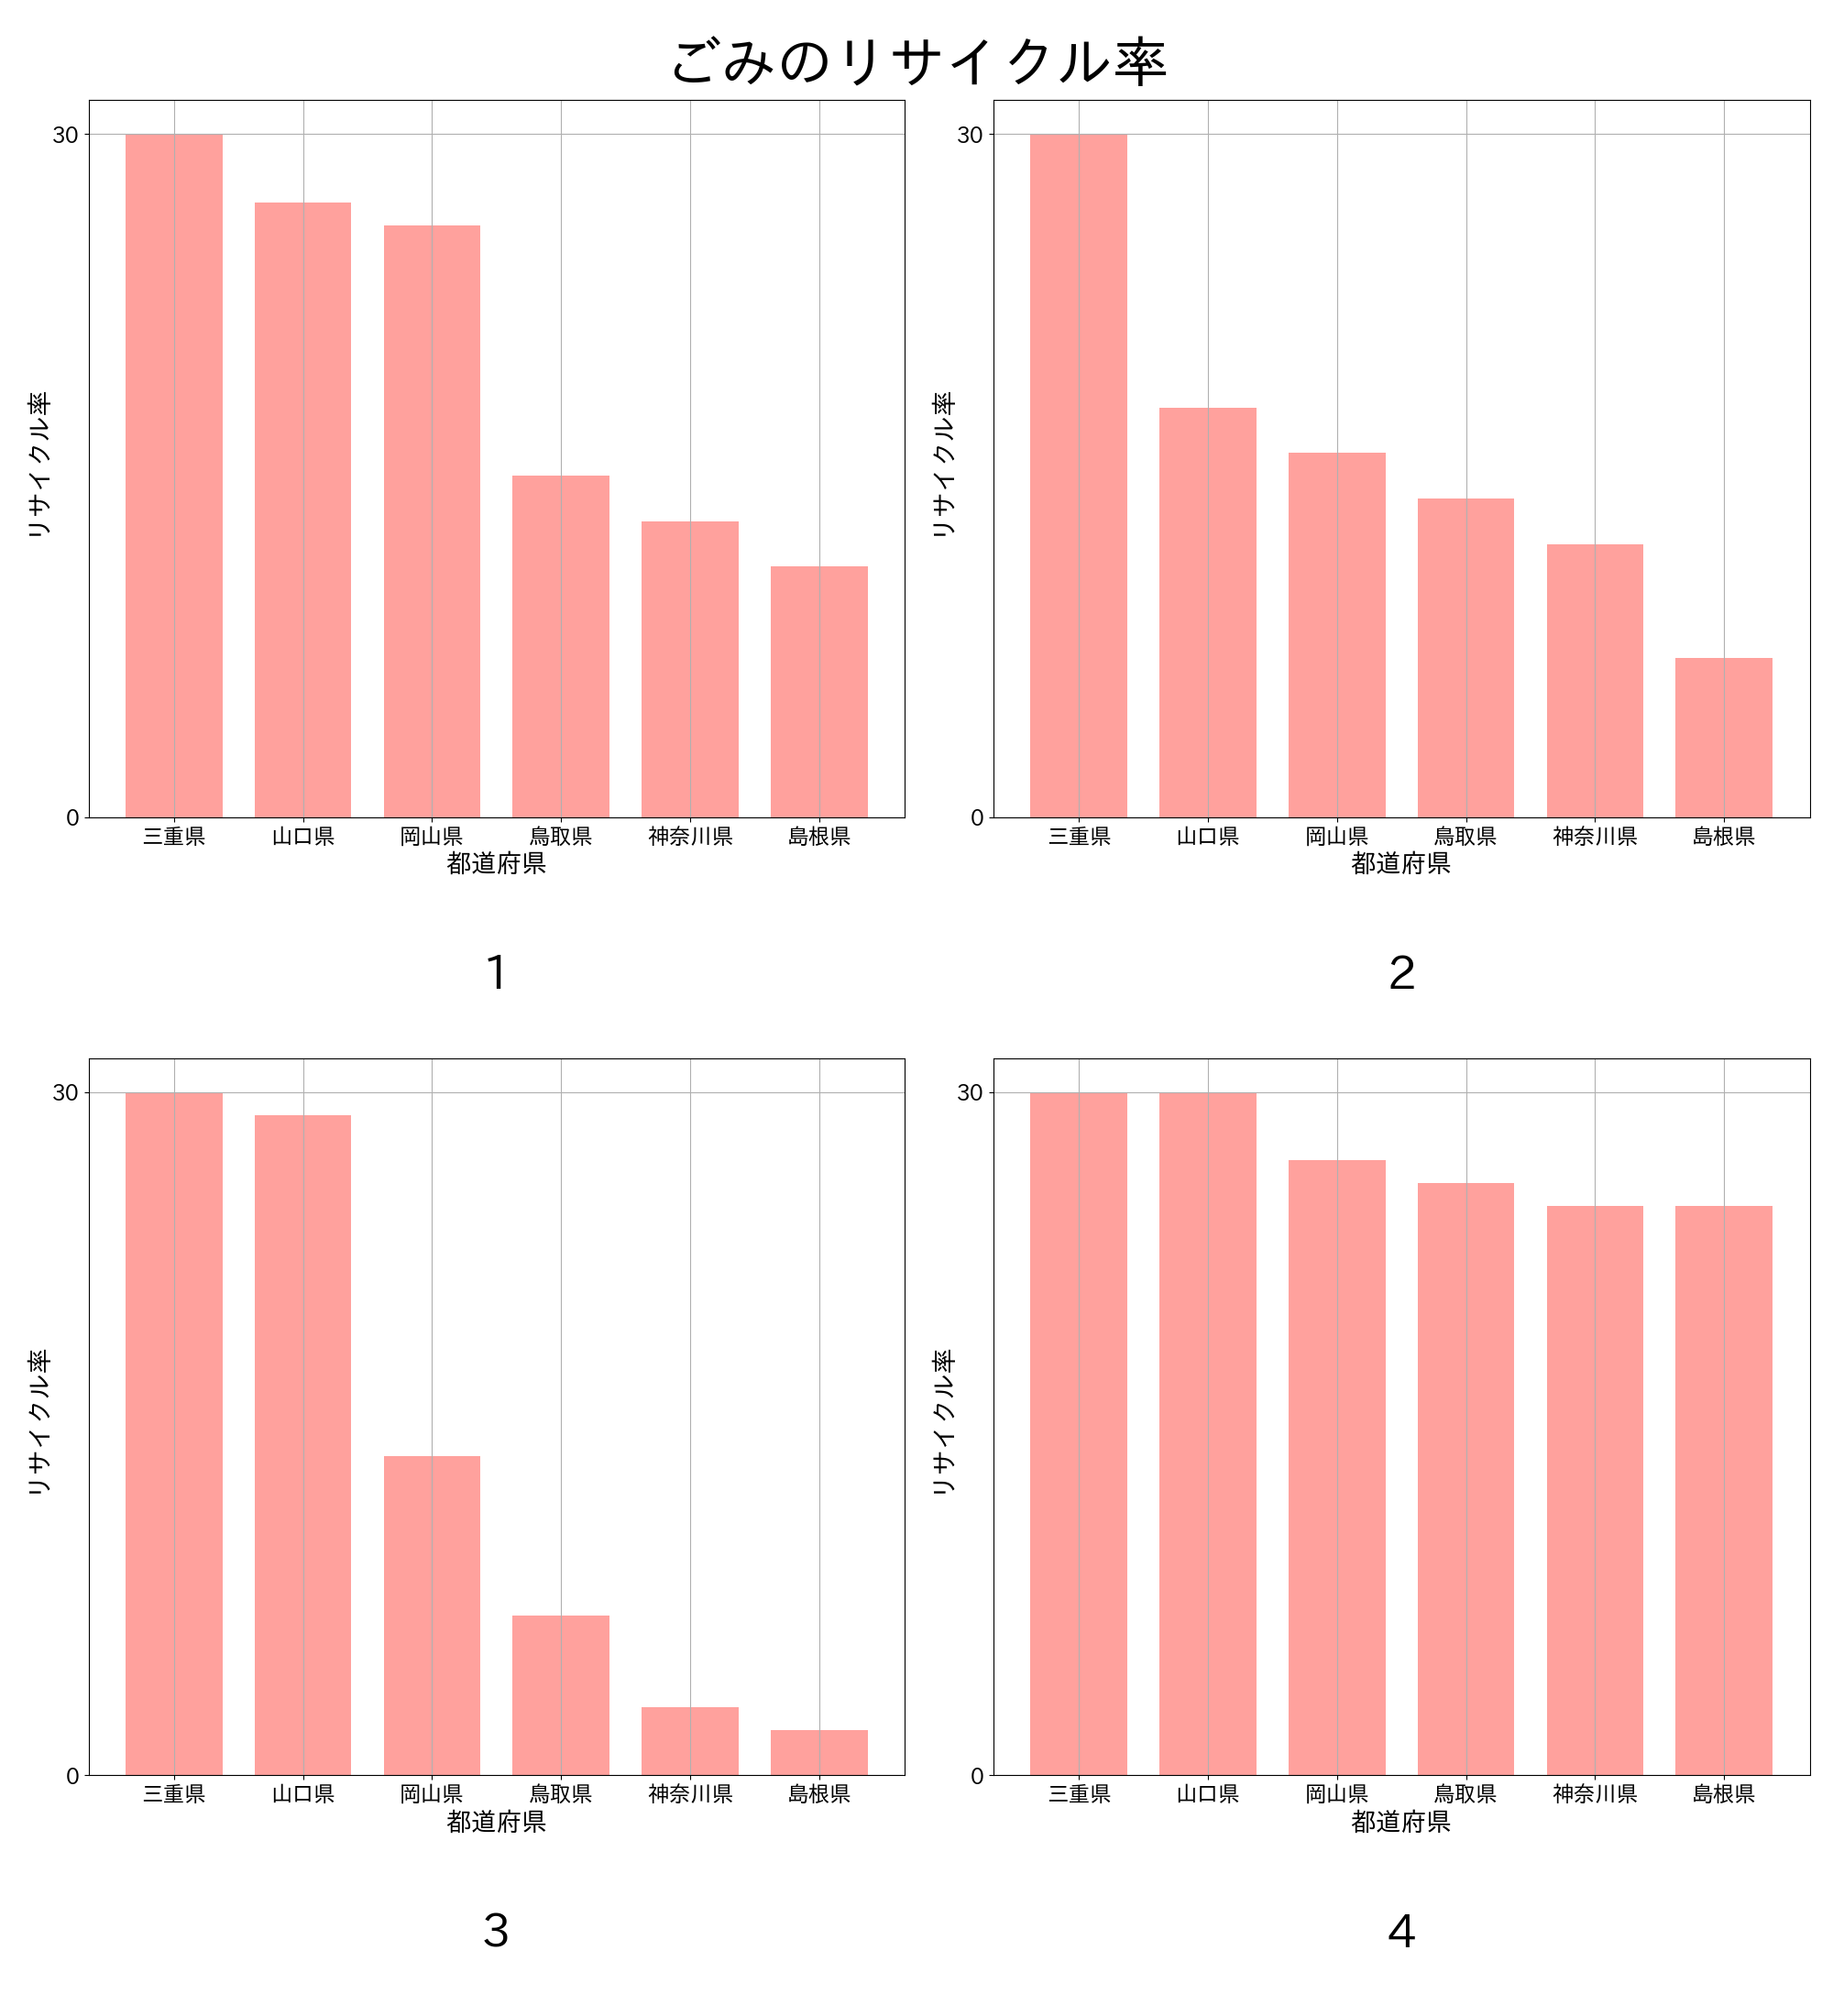 ごみのリサイクル率
30
0
リサイクル率
三重県 山口県 岡山県 鳥取県 神奈川県 島根県
都道府県
1
30
0
リサイクル率
三重県 山口県 岡山県 鳥取県 神奈川県 島根県
都道府県
2
30
0
リサイクル率
三重県 山口県 岡山県 鳥取県 神奈川県 島根県
都道府県
3
30
0
リサイクル率
三重県 山口県 岡山県 鳥取県 神奈川県 島根県
都道府県
4